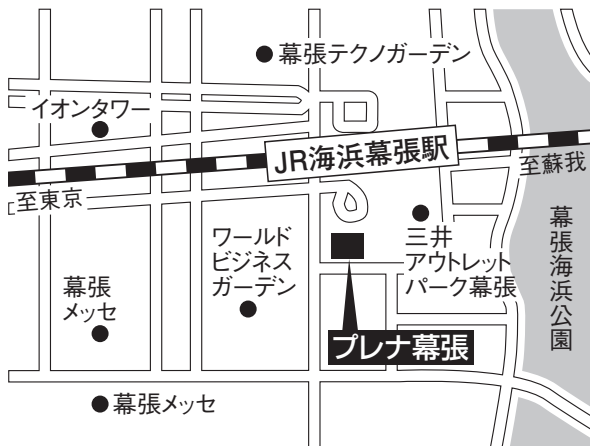 幕張テクノガーデン
イオンタワー
JR海浜幕張駅
至蘇我
至東京
ワールド
ビジネス
ガーデン
三井
アウトレット
パーク幕張
幕張海浜公園
幕張
メッセ
プレナ幕張
幕張メッセ